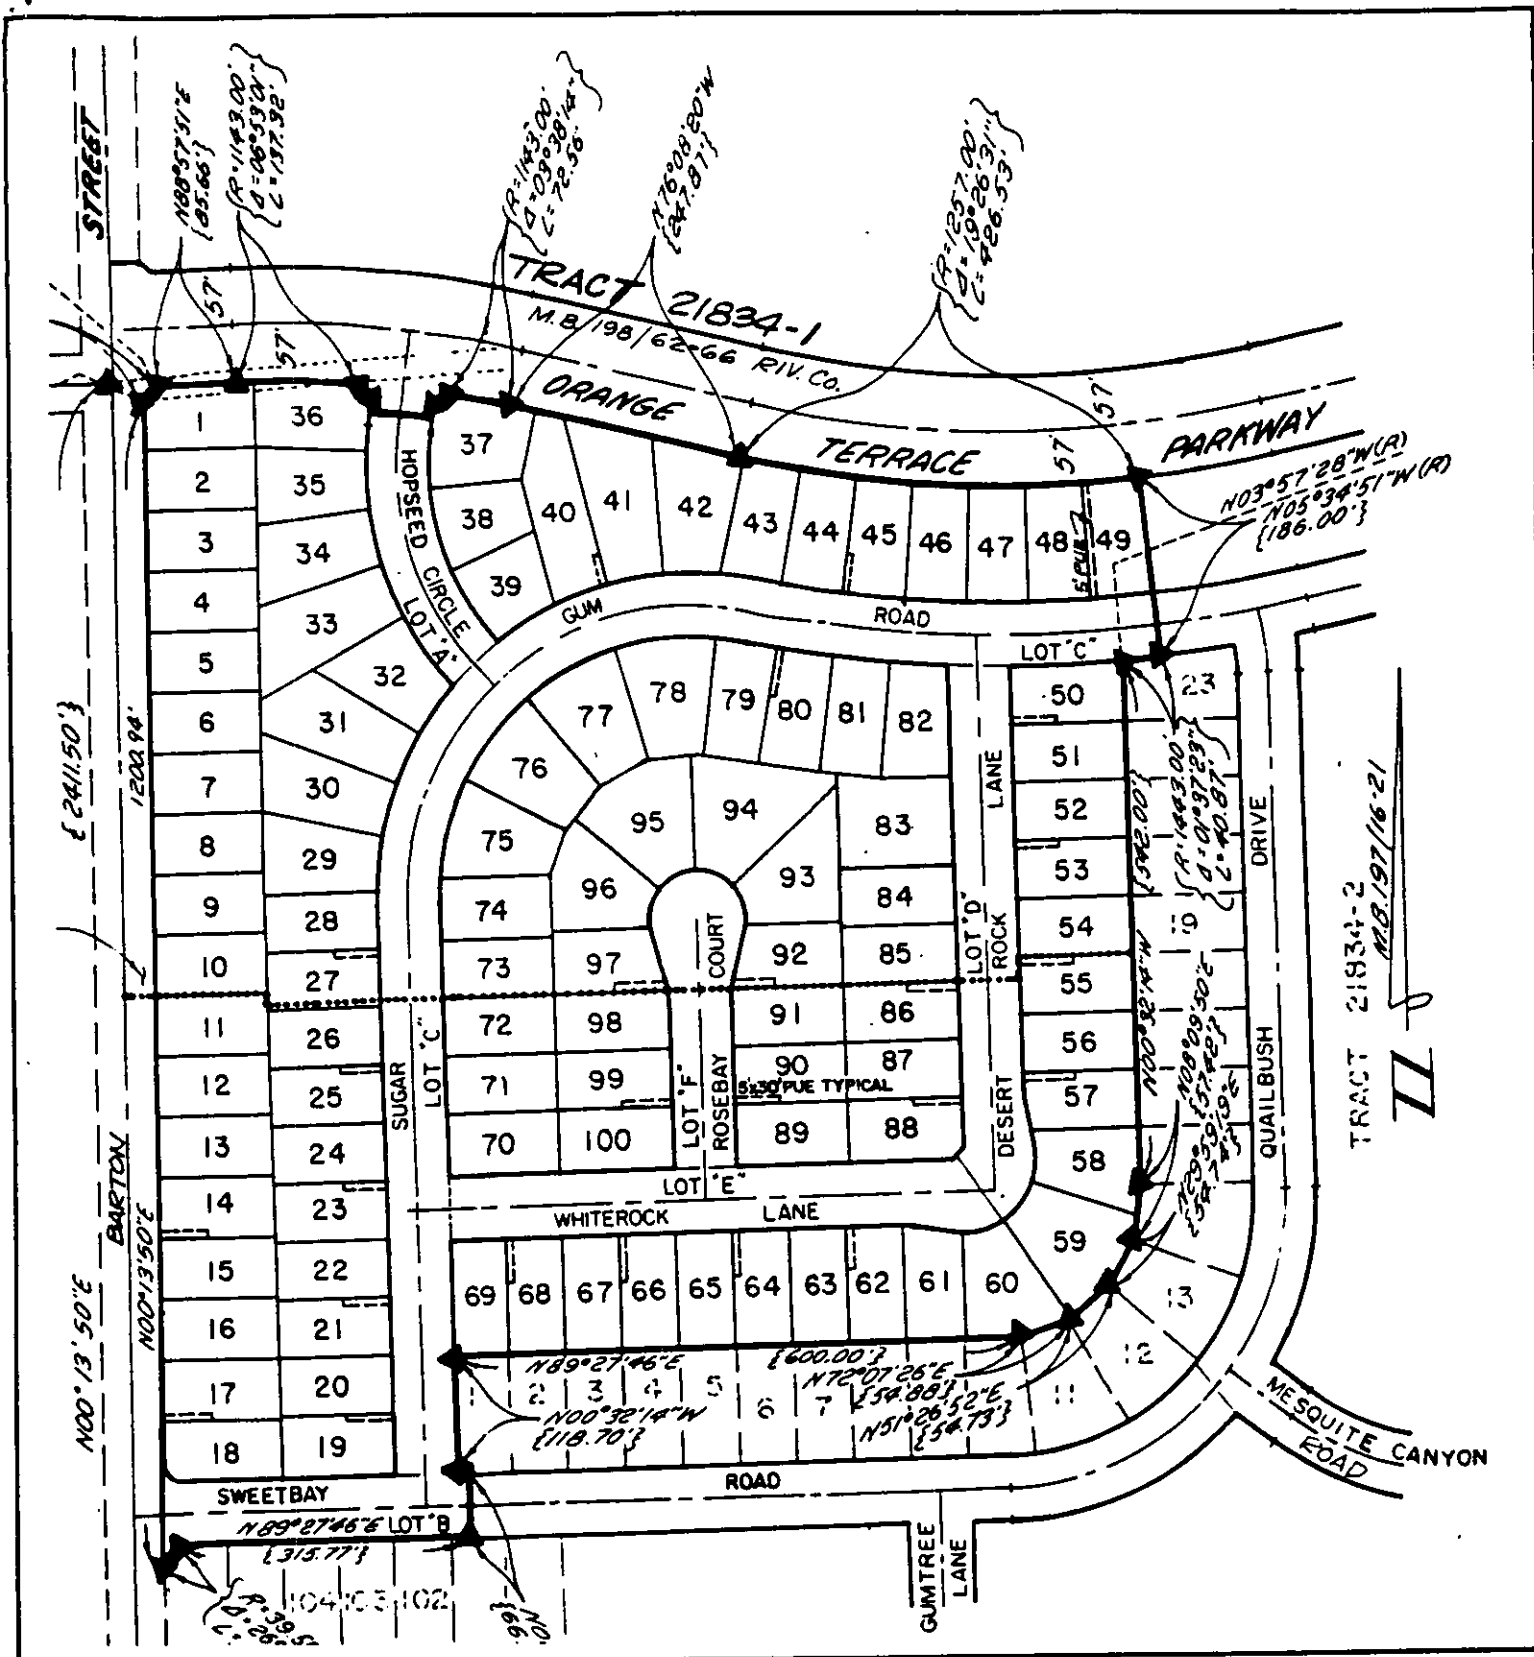 STREET
N88°57'51"E
{85.66'}
{R=1143.00'
Δ=06°53'01"
L=137.32'}
{R=1143.00'
Δ=03°38'14"
L=72.56'}
N76°08'20"W
{247.87'}
{R=1257.00'
Δ=19°26'31"
L=426.53'}
TRACT 21834-1
M.B. 198/62-66 RIV. CO.
57'
57'
57'
57'
ORANGE TERRACE PARKWAY
N03°57'28"W(R)
N05°34'51"W(R)
{186.00'}
1
2
3
4
5
6
7
8
9
10
11
12
13
14
15
16
17
18
36
35
34
33
32
31
30
29
28
27
26
25
24
23
22
21
20
19
HOPSEED CIRCLE
LOT "A"
37
38
39
40
41
42
43
44
45
46
47
48
5' PUE
49
GUM ROAD
LOT "C"
{2411.50'}
1200.94'
BARTON
N00°13'50"E
N00°13'50"E
SUGAR
LOT "C"
78
79
80
81
82
77
76
75
74
73
72
71
70
95
94
93
96
97
98
99
100
83
84
85
86
87
88
92
91
90
89
5'x30' PUE TYPICAL
COURT
ROSEBAY
LOT "F"
LANE
LOT "D"
ROCK
DESERT
50
51
52
53
54
55
56
57
58
59
60
23
19
13
12
11
{542.00'}
N00°32'14"W
{R=1443.00'
Δ=01°37'23"
L=40.87'}
N08°09'50"E
{57.42'}
DRIVE
QUAILBUSH
TRACT 21834-2
M.B. 197/16-21
II
LOT "E"
WHITEROCK LANE
69
68
67
66
65
64
63
62
61
N89°27'46"E
{600.00'}
N72°07'26"E
{54.88'}
N51°26'52"E
{54.73'}
1
2
3
4
5
6
7
N00°32'14"W
{118.70'}
SWEETBAY ROAD
N89°27'46"E
LOT "B
{315.77'}
104
103
102
MESQUITE CANYON
ROAD
GUMTREE
LANE